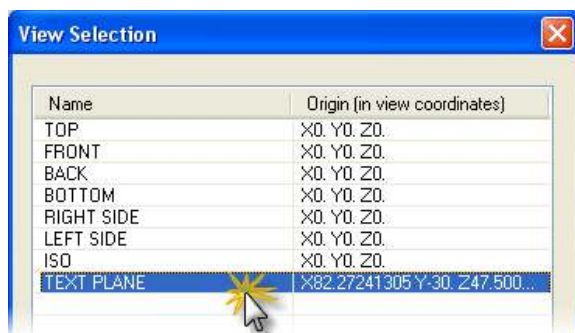 View Selection
Name Origin (in view coordinates)
TOP X0. Y0. Z0.
FRONT X0. Y0. Z0.
BACK X0. Y0. Z0.
BOTTOM X0. Y0. Z0.
RIGHT SIDE X0. Y0. Z0.
LEFT SIDE X0. Y0. Z0.
ISO X0. Y0. Z0.
TEXT PLANE X82.27241305 Y-30. Z47.500...